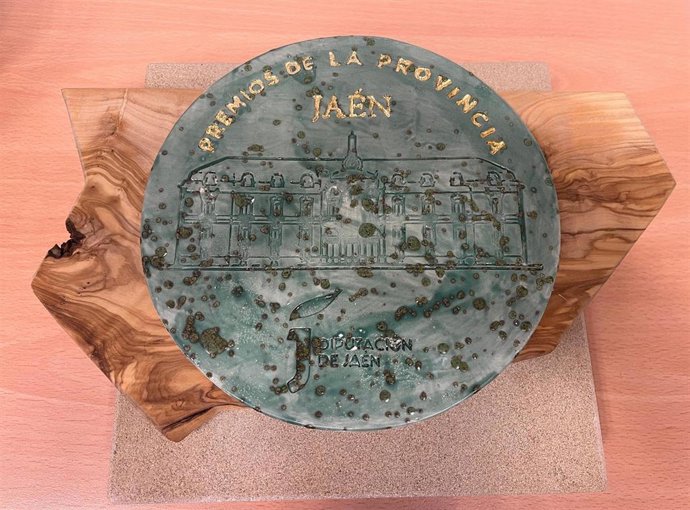 PREMIOS DE LA PROVINCIA
JAÉN
DIPUTACIÓN
DE JAÉN